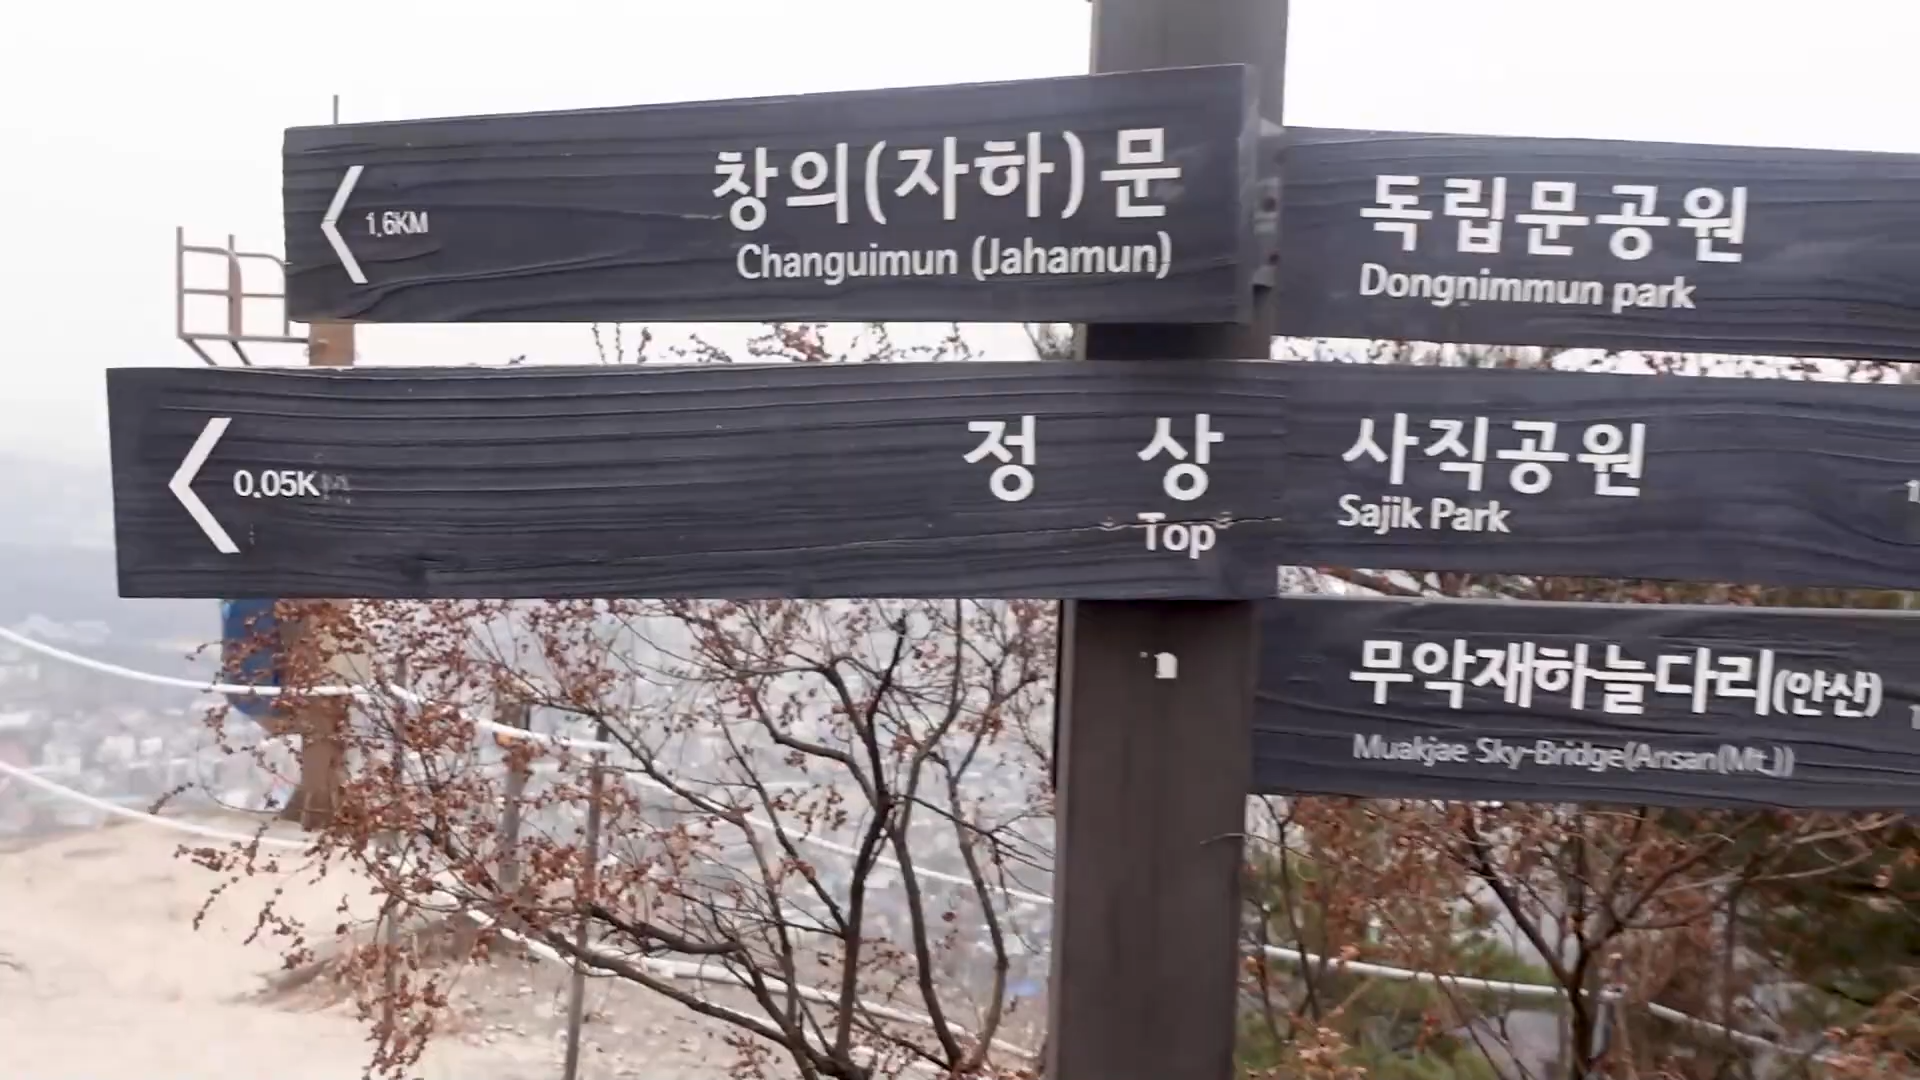 1.6KM 창의(자하)문
Changuimun (Jahamun)
0.05K 정 상
Top
독립문공원
Dongnimmun park
사직공원
Sajik Park
무악재하늘다리(안산)
Muakjae Sky-Bridge(Ansan(Mt.))